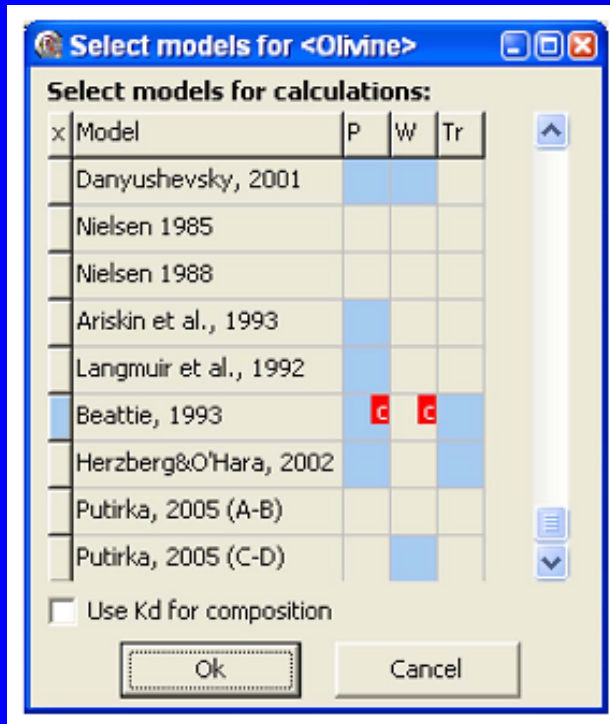 Select models for <Olivine>
Select models for calculations:
x Model P W Tr
Danyushevsky, 2001
Nielsen 1985
Nielsen 1988
Ariskin et al., 1993
Langmuir et al., 1992
Beattie, 1993 c c
Herzberg&O'Hara, 2002
Putirka, 2005 (A-B)
Putirka, 2005 (C-D)
Use Kd for composition
Ok Cancel